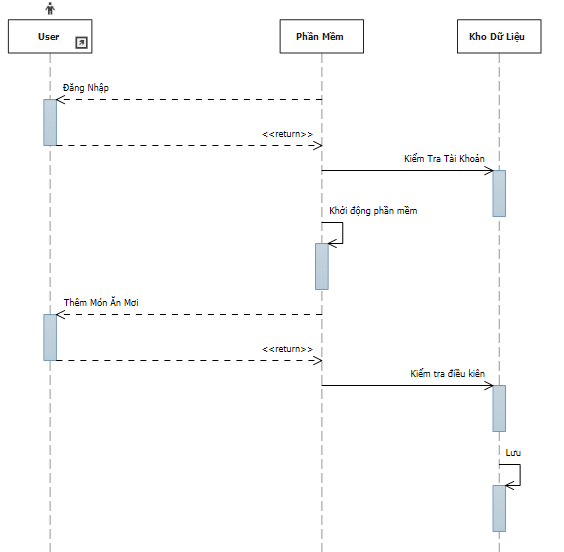 User
Phần Mềm
Kho Dữ Liệu
Đăng Nhập
<<return>>
Kiểm Tra Tài Khoản
Khởi động phần mềm
Thêm Món Ăn Mơi
<<return>>
Kiểm tra điều kiên
Lưu